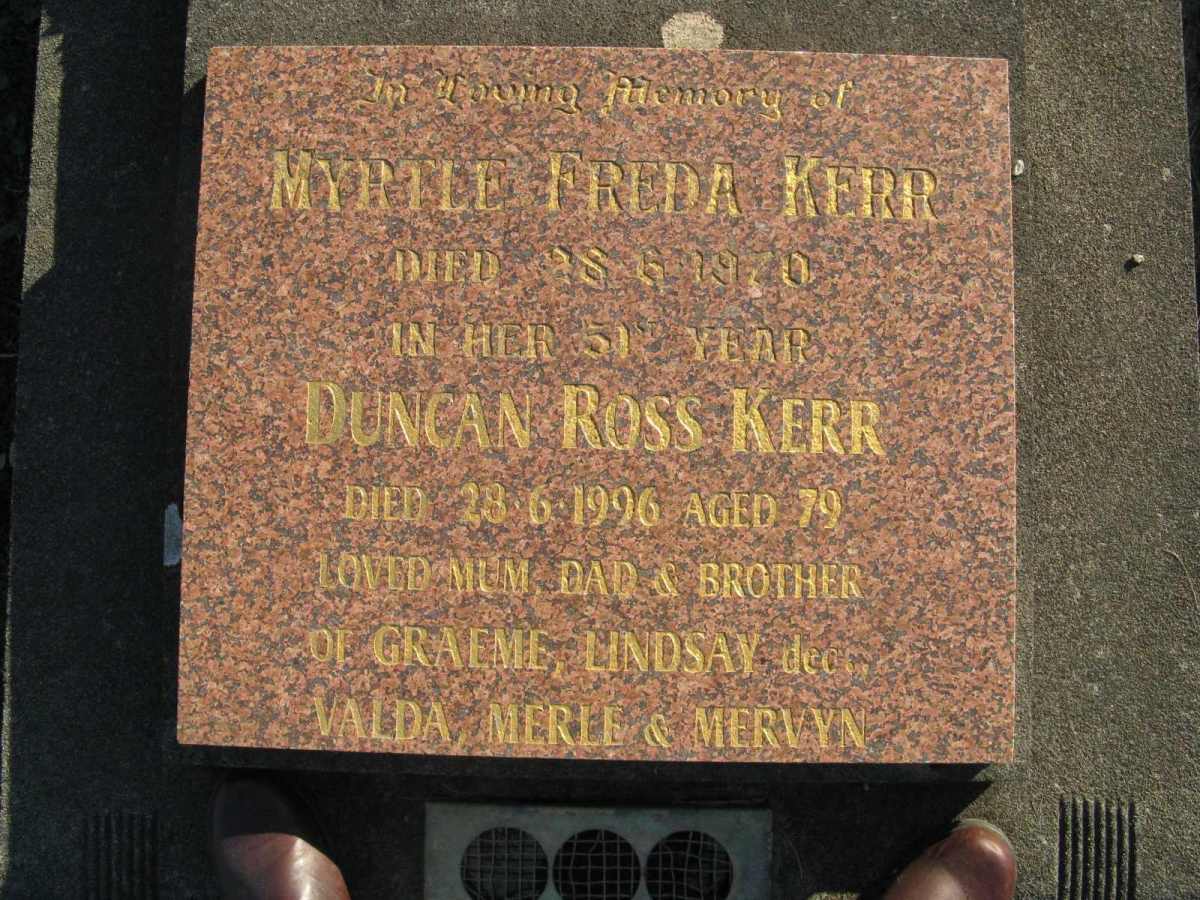 In Loving Memory of
MYRTLE FREDA KERR
DIED 28·6·1970
IN HER 51ST YEAR
DUNCAN ROSS KERR
DIED 28·6·1996 AGED 79
LOVED MUM, DAD & BROTHER
OF GRAEME, LINDSAY dec.,
VALDA, MERLE & MERVYN